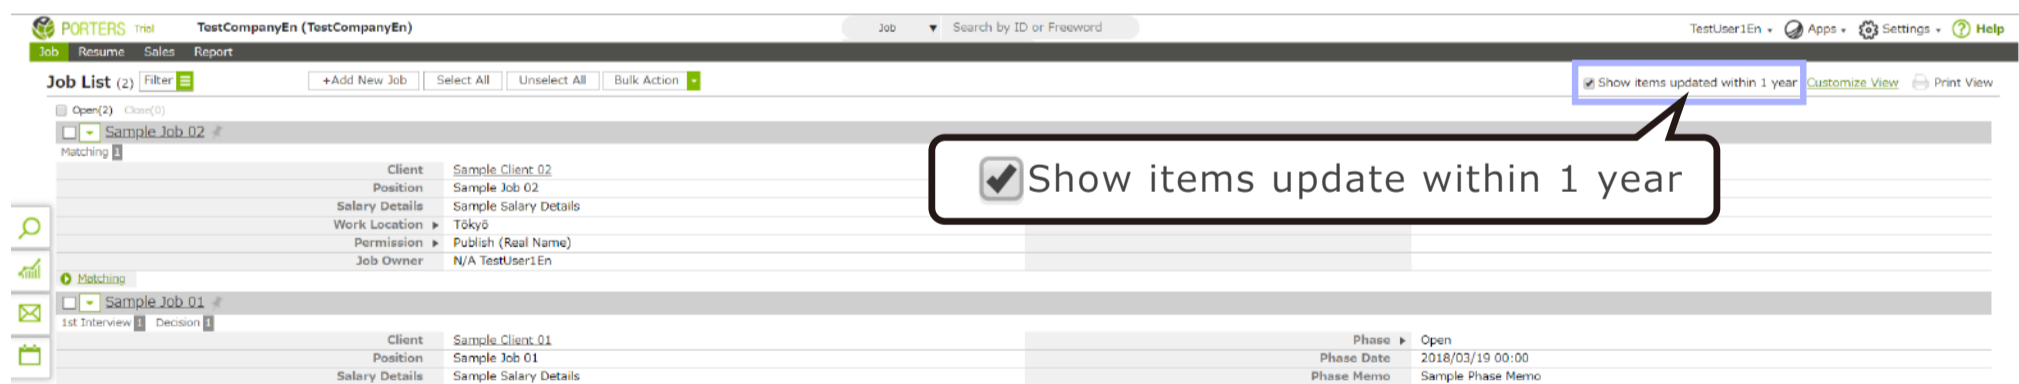 PORTERS Trial TestCompanyEn (TestCompanyEn) Job ▼ Search by ID or Freeword TestUser1En Apps Settings Help
Job Resume Sales Report
Job List (2) Filter +Add New Job Select All Unselect All Bulk Action Show items updated within 1 year Customize View Print View
Open(2) Close(0)
Sample Job 02
Matching 1
Show items update within 1 year
Client Sample Client 02
Position Sample Job 02
Salary Details Sample Salary Details
Work Location Tōkyō
Permission Publish (Real Name)
Job Owner N/A TestUser1En
Matching
Sample Job 01
1st Interview 1 Decision 1
Client Sample Client 01 Phase Open
Position Sample Job 01 Phase Date 2018/03/19 00:00
Salary Details Sample Salary Details Phase Memo Sample Phase Memo